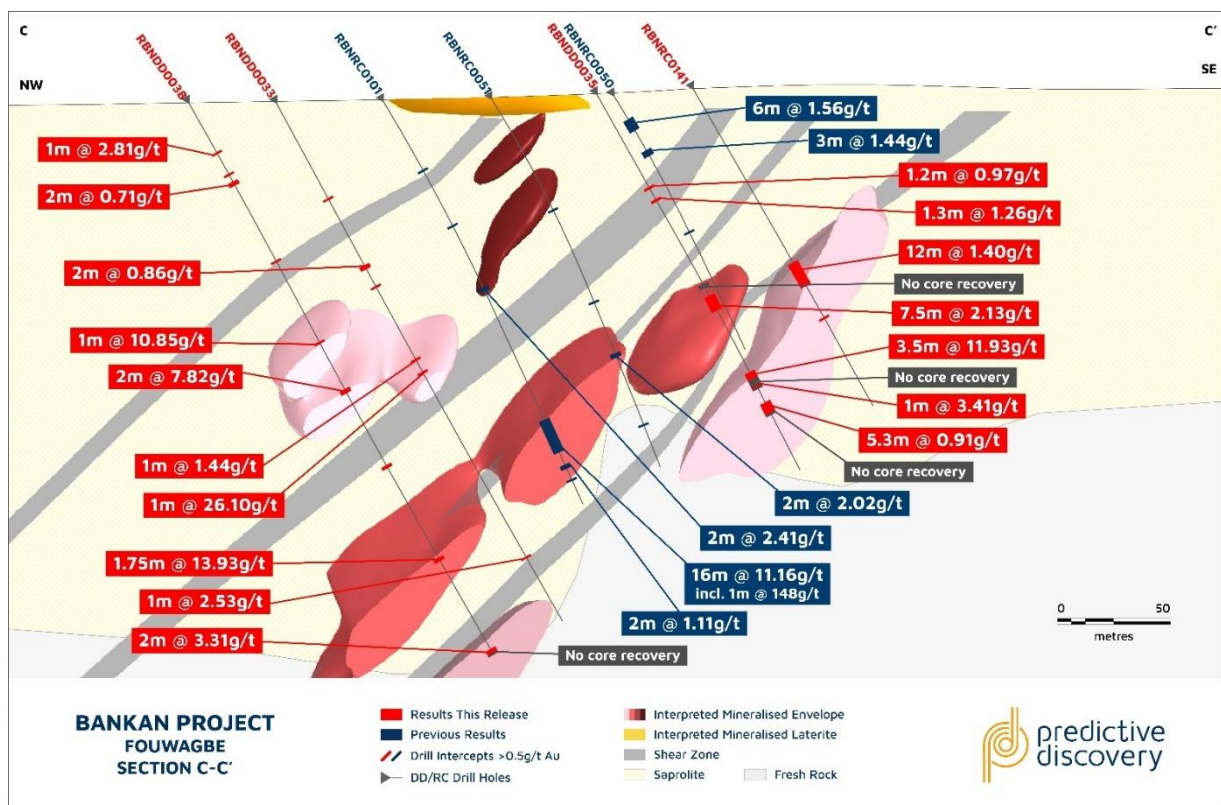 C
C'
NW
SE
RBNDD0038
RBNDD0033
RBNRC0101
RBNRC0051
RBNDD0035
RBNRC0050
RBNRC0141
6m @ 1.56g/t
3m @ 1.44g/t
1m @ 2.81g/t
2m @ 0.71g/t
1.2m @ 0.97g/t
1.3m @ 1.26g/t
12m @ 1.40g/t
2m @ 0.86g/t
No core recovery
7.5m @ 2.13g/t
1m @ 10.85g/t
3.5m @ 11.93g/t
2m @ 7.82g/t
No core recovery
1m @ 3.41g/t
5.3m @ 0.91g/t
1m @ 1.44g/t
No core recovery
1m @ 26.10g/t
2m @ 2.02g/t
2m @ 2.41g/t
1.75m @ 13.93g/t
16m @ 11.16g/t
incl. 1m @ 148g/t
1m @ 2.53g/t
2m @ 1.11g/t
2m @ 3.31g/t
No core recovery
0 50
metres
BANKAN PROJECT
FOUWAGBE
SECTION C-C'
Results This Release
Previous Results
Drill Intercepts >0.5g/t Au
DD/RC Drill Holes
Interpreted Mineralised Envelope
Interpreted Mineralised Laterite
Shear Zone
Saprolite
Fresh Rock
predictive
discovery